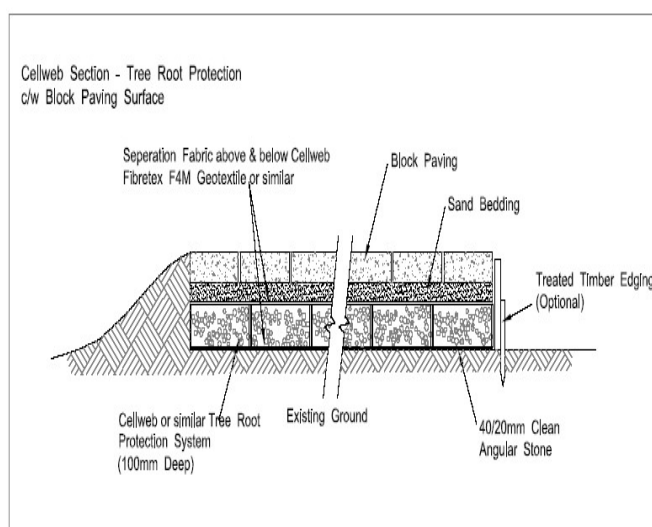 Cellweb Section - Tree Root Protection
c/w Block Paving Surface
Seperation Fabric above & below Cellweb
Fibretex F4M Geotextile or similar
Block Paving
Sand Bedding
Treated Timber Edging
(Optional)
Cellweb or similar Tree Root
Protection System
(100mm Deep)
Existing Ground
40/20mm Clean
Angular Stone